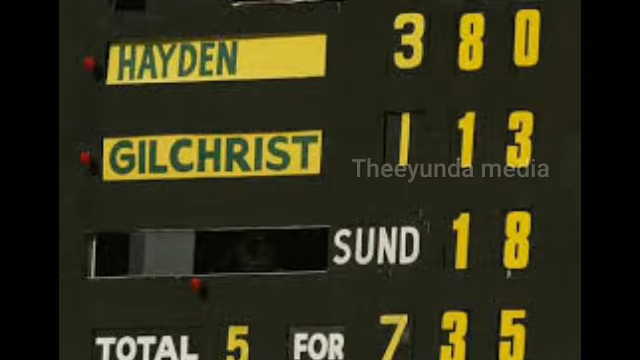 HAYDEN 380
GILCHRIST 113
Theeyunda media
SUND 18
TOTAL 5 FOR 735